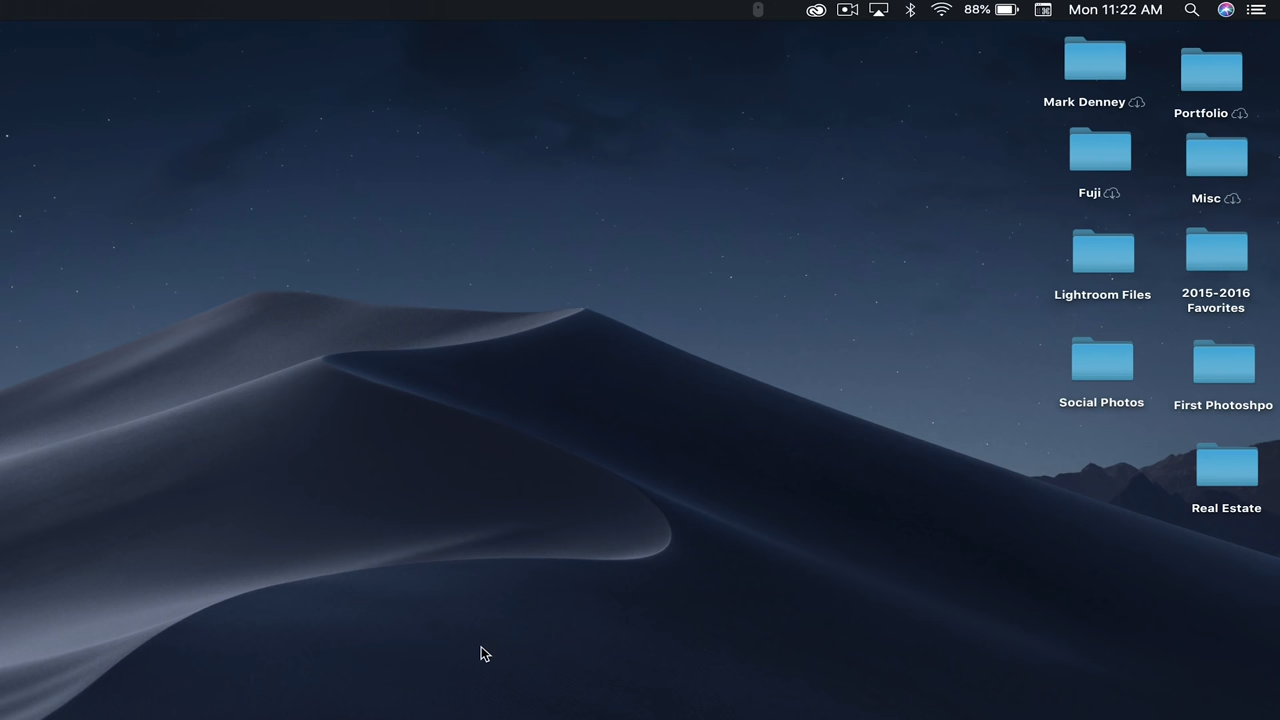 88%
Mon 11:22 AM
Mark Denney
Portfolio
Fuji
Misc
Lightroom Files
2015-2016
Favorites
Social Photos
First Photoshpo
Real Estate